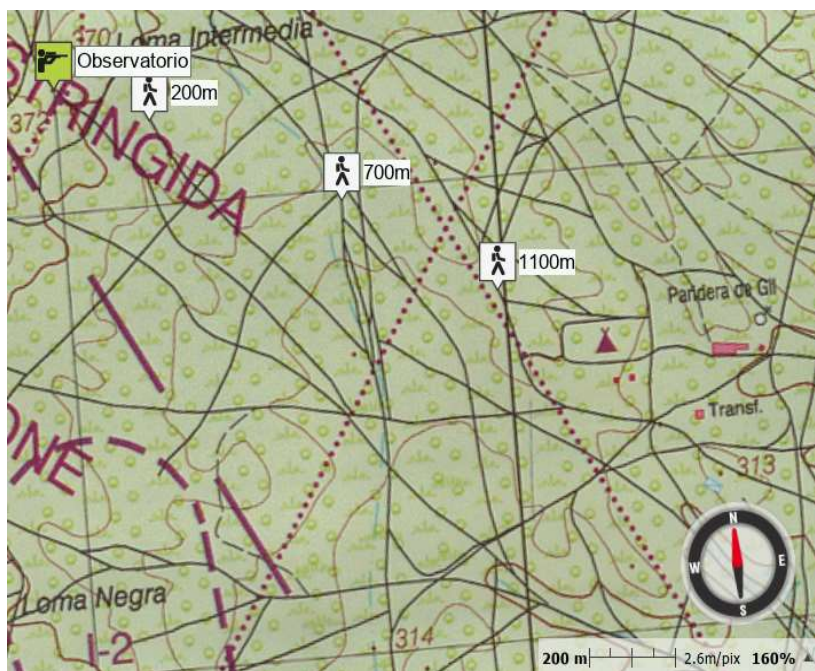 370
Loma Intermedia
Observatorio
200m
STRINGIDA
372
700m
1100m
Pandera de Gil
Transf.
ONE
313
Loma Negra
I-2
314
N
W
E
S
200 m
2.6m/pix
160%